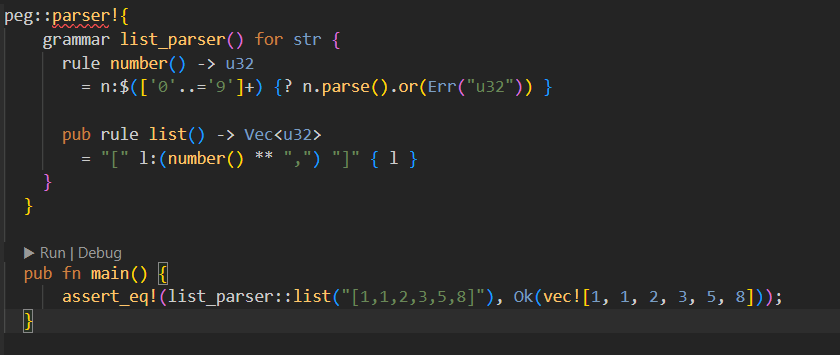 peg::parser!{
grammar list_parser() for str {
rule number() -> u32
= n:$(['0'..='9']+) {? n.parse().or(Err("u32")) }
pub rule list() -> Vec<u32>
= "[" l:(number() ** ",") "]" { l }
}
}
▶ Run | Debug
pub fn main() {
assert_eq!(list_parser::list("[1,1,2,3,5,8]"), Ok(vec![1, 1, 2, 3, 5, 8]));
}